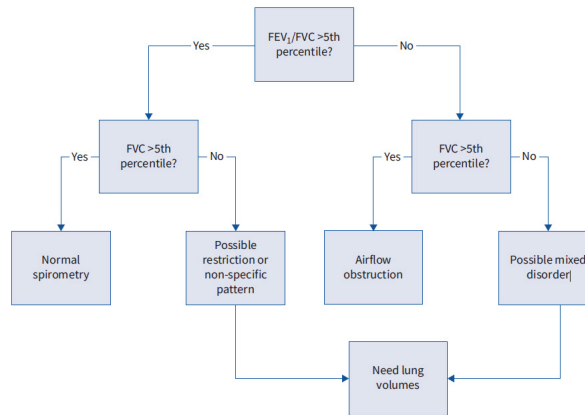 FEV₁/FVC >5th
percentile?
Yes
No
FVC >5th
percentile?
FVC >5th
percentile?
Yes
No
Yes
No
Normal
spirometry
Possible
restriction or
non-specific
pattern
Airflow
obstruction
Possible mixed
disorder
Need lung
volumes